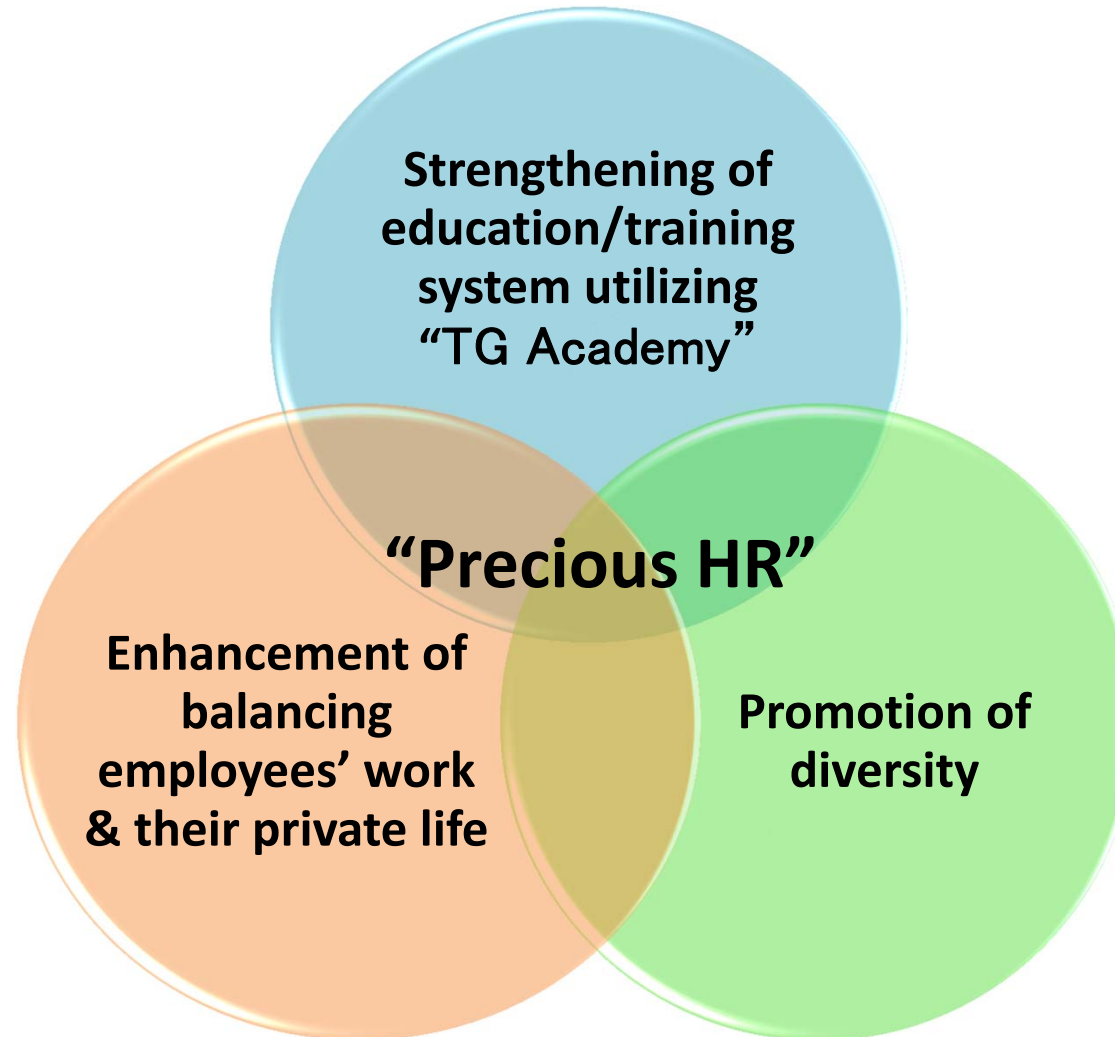 Strengthening of
education/training
system utilizing
“TG Academy”
“Precious HR”
Enhancement of
balancing
employees’ work
& their private life
Promotion of
diversity